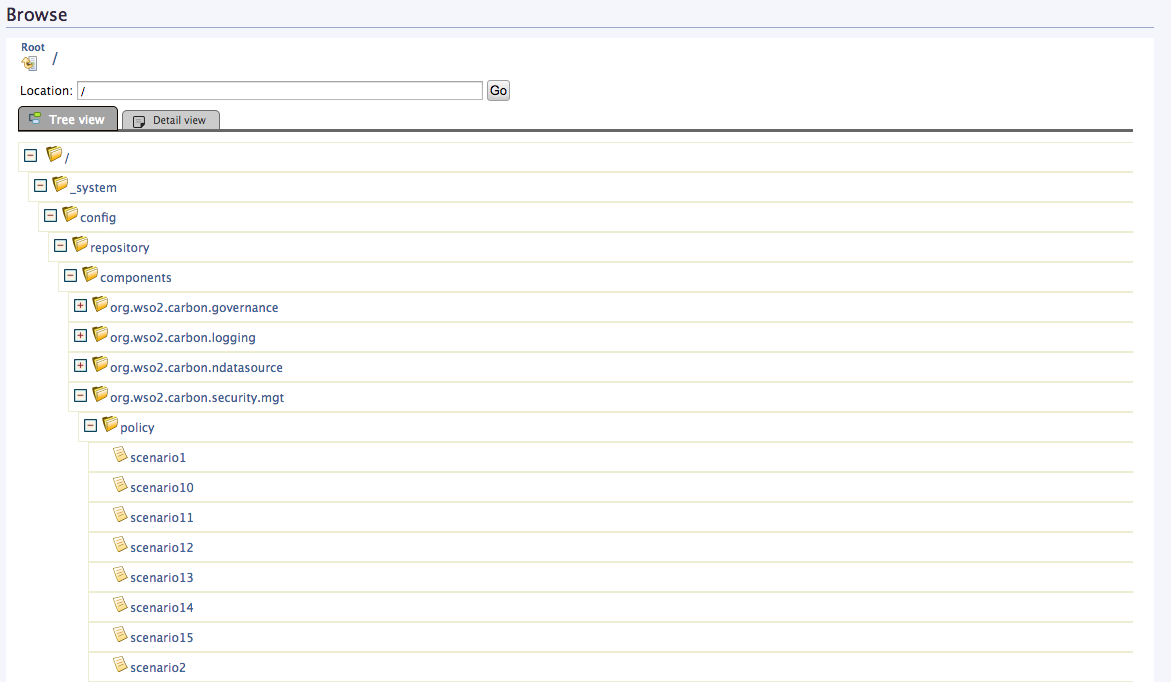 Browse
Root
/
Location: /
Go
Tree view
Detail view
/
_system
config
repository
components
org.wso2.carbon.governance
org.wso2.carbon.logging
org.wso2.carbon.ndatasource
org.wso2.carbon.security.mgt
policy
scenario1
scenario10
scenario11
scenario12
scenario13
scenario14
scenario15
scenario2